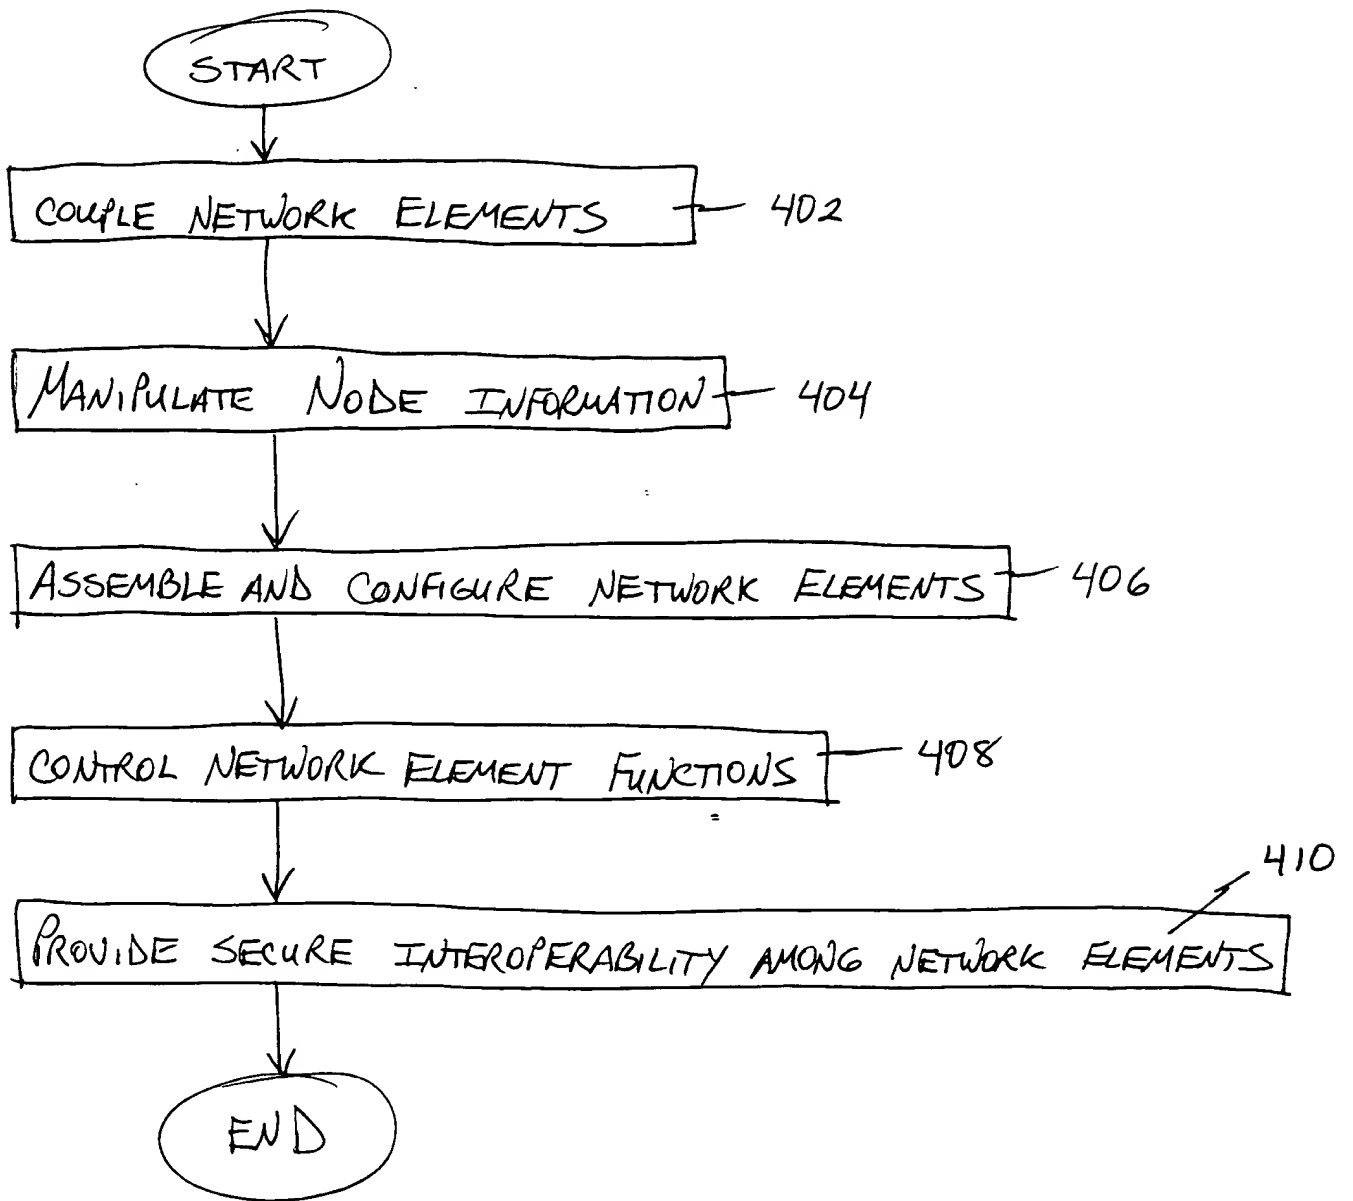 START
COUPLE NETWORK ELEMENTS 402
MANIPULATE NODE INFORMATION 404
ASSEMBLE AND CONFIGURE NETWORK ELEMENTS 406
CONTROL NETWORK ELEMENT FUNCTIONS 408
410
PROVIDE SECURE INTEROPERABILITY AMONG NETWORK ELEMENTS
END